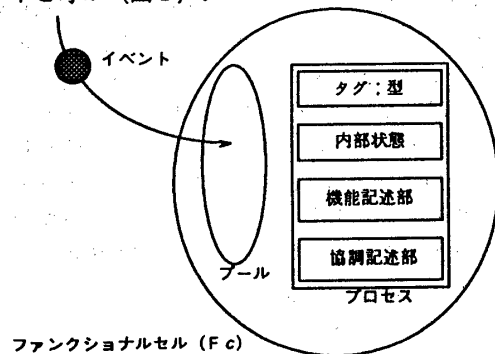 イベント
タグ:型
内部状態
機能記述部
協調記述部
プール
プロセス
ファンクショナルセル (Fc)